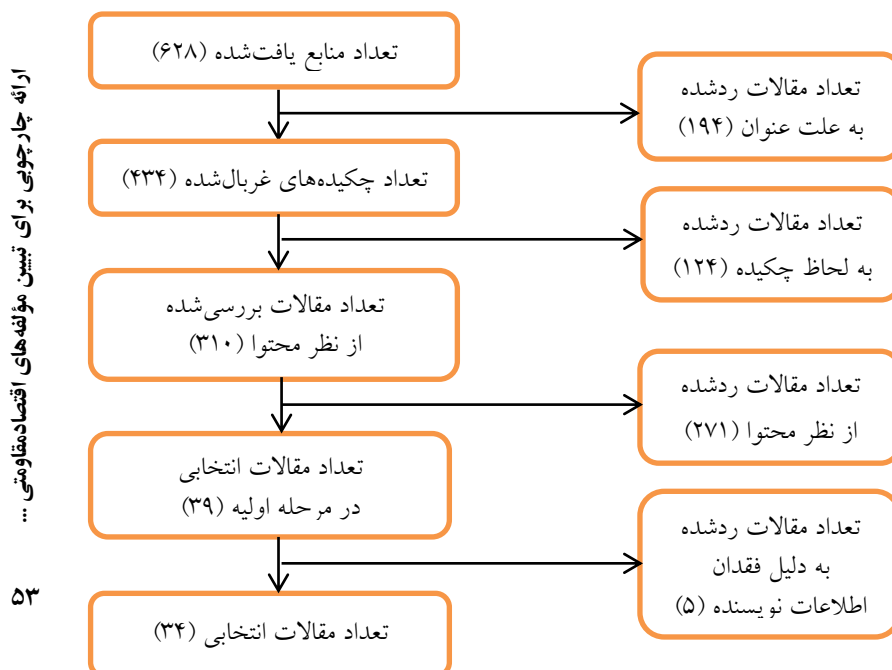 تعداد منابع یافت‌شده (۶۲۸)
تعداد مقالات ردشده
به علت عنوان (۱۹۴)
تعداد چکیده‌های غربال‌شده (۴۳۴)
تعداد مقالات ردشده
به لحاظ چکیده (۱۲۴)
تعداد مقالات بررسی‌شده
از نظر محتوا (۳۱۰)
تعداد مقالات ردشده
از نظر محتوا (۲۷۱)
تعداد مقالات انتخابی
در مرحله اولیه (۳۹)
تعداد مقالات ردشده
به دلیل فقدان
اطلاعات نویسنده (۵)
تعداد مقالات انتخابی (۳۴)
ارائه چارچوبی برای تبیین مؤلفه‌های اقتصادمقاومتی ...
۵۳